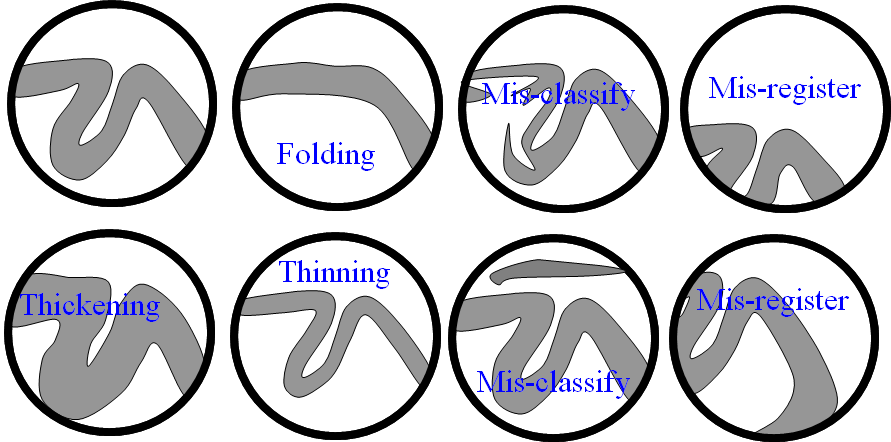 Folding
Mis-classify
Mis-register
Thickening
Thinning
Mis-classify
Mis-register